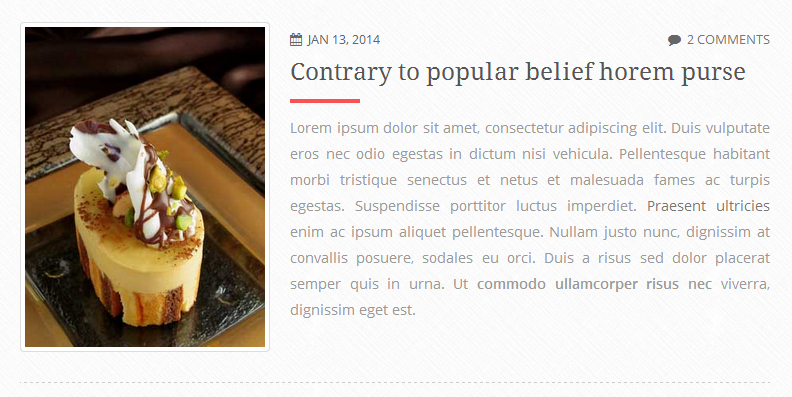 JAN 13, 2014
2 COMMENTS
Contrary to popular belief horem purse
Lorem ipsum dolor sit amet, consectetur adipiscing elit. Duis vulputate
eros nec odio egestas in dictum nisi vehicula. Pellentesque habitant
morbi tristique senectus et netus et malesuada fames ac turpis
egestas. Suspendisse porttitor luctus imperdiet. Praesent ultricies
enim ac ipsum aliquet pellentesque. Nullam justo nunc, dignissim at
convallis posuere, sodales eu orci. Duis a risus sed dolor placerat
semper quis in urna. Ut commodo ullamcorper risus nec viverra,
dignissim eget est.